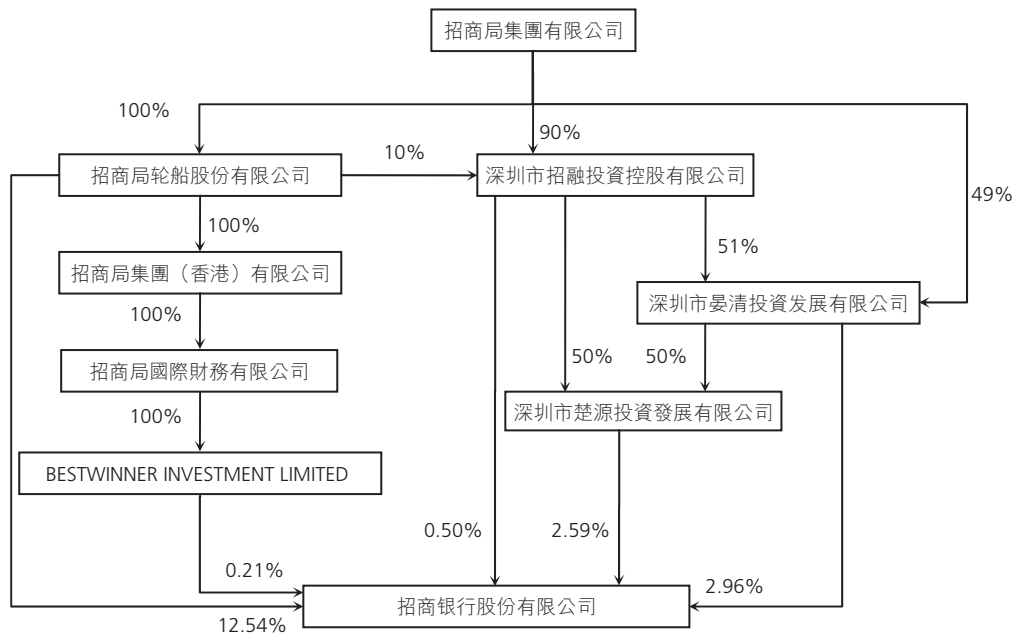 招商局集團有限公司
100%
90%
招商局轮船股份有限公司
10%
深圳市招融投資控股有限公司
49%
100%
51%
招商局集團（香港）有限公司
深圳市晏清投資发展有限公司
100%
招商局國際財務有限公司
50%
50%
深圳市楚源投資發展有限公司
100%
BESTWINNER INVESTMENT LIMITED
0.50%
2.59%
0.21%
2.96%
招商银行股份有限公司
12.54%